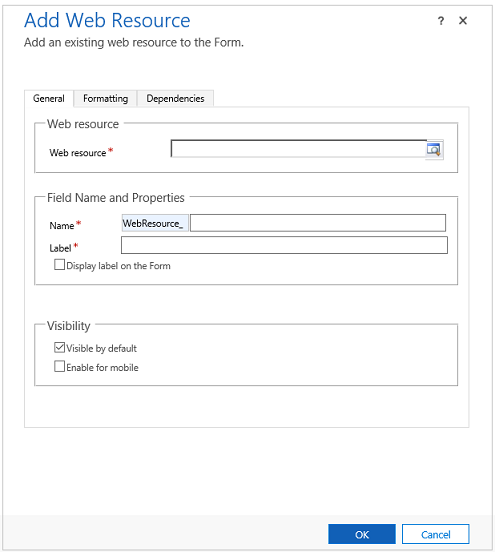 Add Web Resource
? ×
Add an existing web resource to the Form.
General Formatting Dependencies
Web resource
Web resource *
Field Name and Properties
Name * WebResource_
Label *
Display label on the Form
Visibility
Visible by default
Enable for mobile
OK Cancel